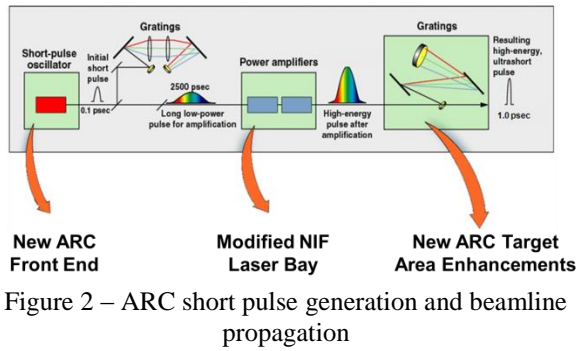 Gratings
Short-pulse
oscillator
Initial
short
pulse
0.1 psec
2500 psec
Long low-power
pulse for amplification
Power amplifiers
High-energy
pulse after
amplification
Gratings
Resulting
high-energy,
ultrashort
pulse
1.0 psec
New ARC
Front End
Modified NIF
Laser Bay
New ARC Target
Area Enhancements
Figure 2 – ARC short pulse generation and beamline
propagation